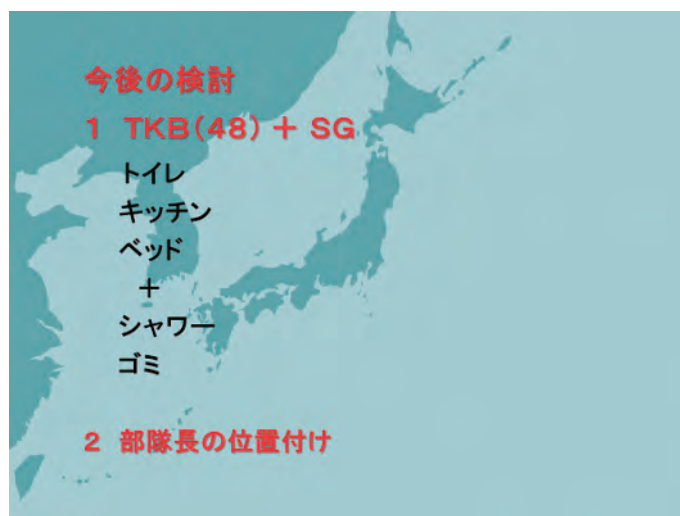 今後の検討
１　TKB(48) ＋ SG
トイレ
キッチン
ベッド
＋
シャワー
ゴミ
２　部隊長の位置付け